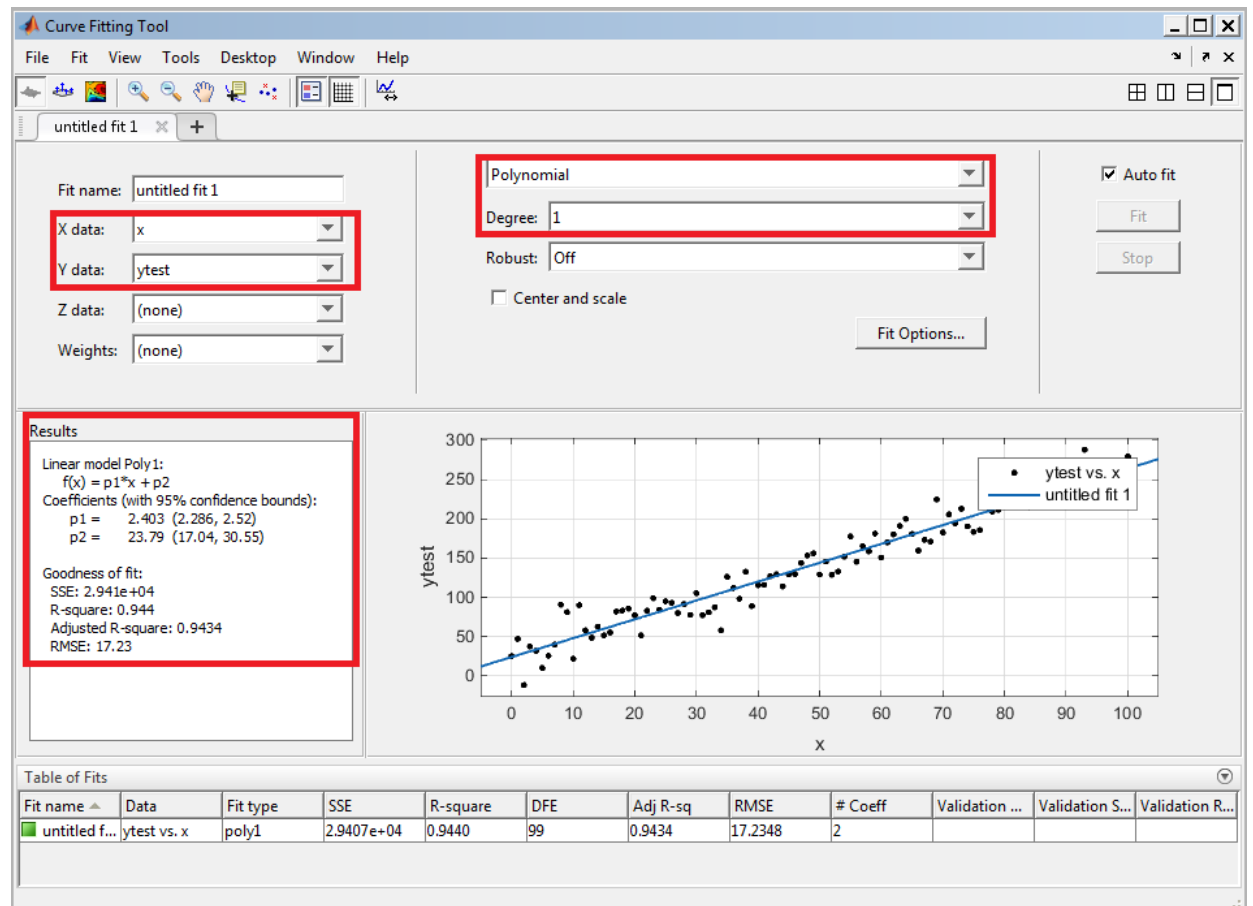 Curve Fitting Tool
File Fit View Tools Desktop Window Help
untitled fit 1
Fit name: untitled fit 1
X data: x
Y data: ytest
Z data: (none)
Weights: (none)
Polynomial
Degree: 1
Robust: Off
Center and scale
Fit Options...
Auto fit
Fit
Stop
Results
Linear model Poly1:
f(x) = p1*x + p2
Coefficients (with 95% confidence bounds):
p1 = 2.403 (2.286, 2.52)
p2 = 23.79 (17.04, 30.55)
Goodness of fit:
SSE: 2.941e+04
R-square: 0.944
Adjusted R-square: 0.9434
RMSE: 17.23
300
250
200
150
100
50
0
ytest
ytest vs. x
untitled fit 1
0 10 20 30 40 50 60 70 80 90 100
x
Table of Fits
Fit name Data Fit type SSE R-square DFE Adj R-sq RMSE # Coeff Validation ... Validation S... Validation R...
untitled f... ytest vs. x poly1 2.9407e+04 0.9440 99 0.9434 17.2348 2